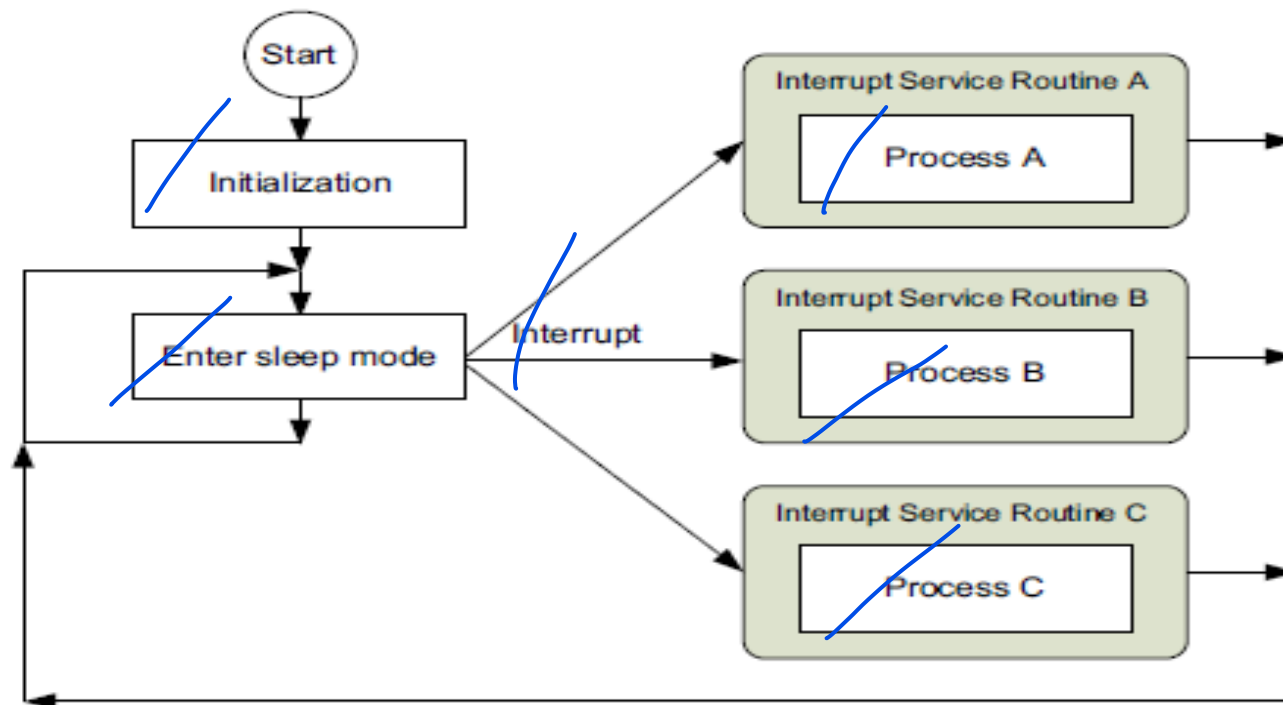 Start
Initialization
Enter sleep mode
Interrupt
Interrupt Service Routine A
Process A
Interrupt Service Routine B
Process B
Interrupt Service Routine C
Process C